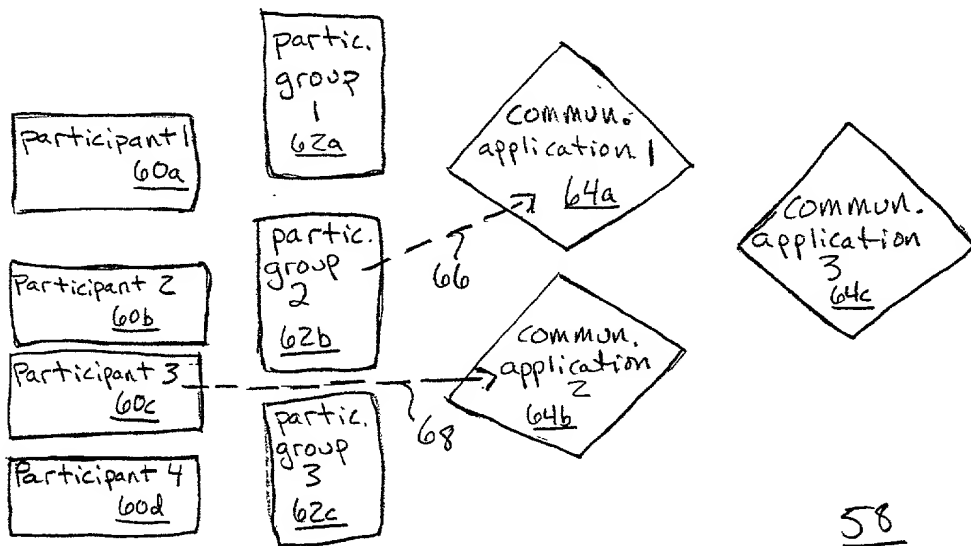 participant 1
60a
Participant 2
60b
Participant 3
60c
Participant 4
60d
partic.
group
1
62a
partic.
group
2
62b
partic.
group
3
62c
commun.
application 1
64a
66
commun.
application
2
64b
68
commun.
application
3
64c
58